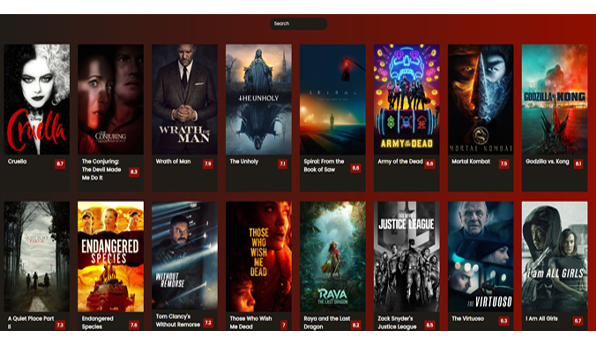 Search
Cruella
THE CONJURING
WRATH OF MAN
THE UNHOLY
SPIRAL
ARMY OF THE DEAD
MORTAL KOMBAT
GODZILLA VS. KONG
Cruella
8.7
The Conjuring:
The Devil Made
Me Do It
8.3
Wrath of Man
7.9
The Unholy
7.1
Spiral: From the
Book of Saw
6.5
Army of the Dead
6.6
Mortal Kombat
7.5
Godzilla vs. Kong
8.1
ENDANGERED
SPECIES
WITHOUT
REMORSE
THOSE
WHO
WISH
ME
DEAD
RAYA
AND THE LAST DRAGON
JUSTICE LEAGUE
THE VIRTUOSO
I am ALL GIRLS
A Quiet Place Part
II
7.3
Endangered
Species
7.6
Tom Clancy's
Without Remorse
7.2
Those Who Wish
Me Dead
7
Raya and the Last
Dragon
8.2
Zack Snyder's
Justice League
8.5
The Virtuoso
6.3
I Am All Girls
6.7